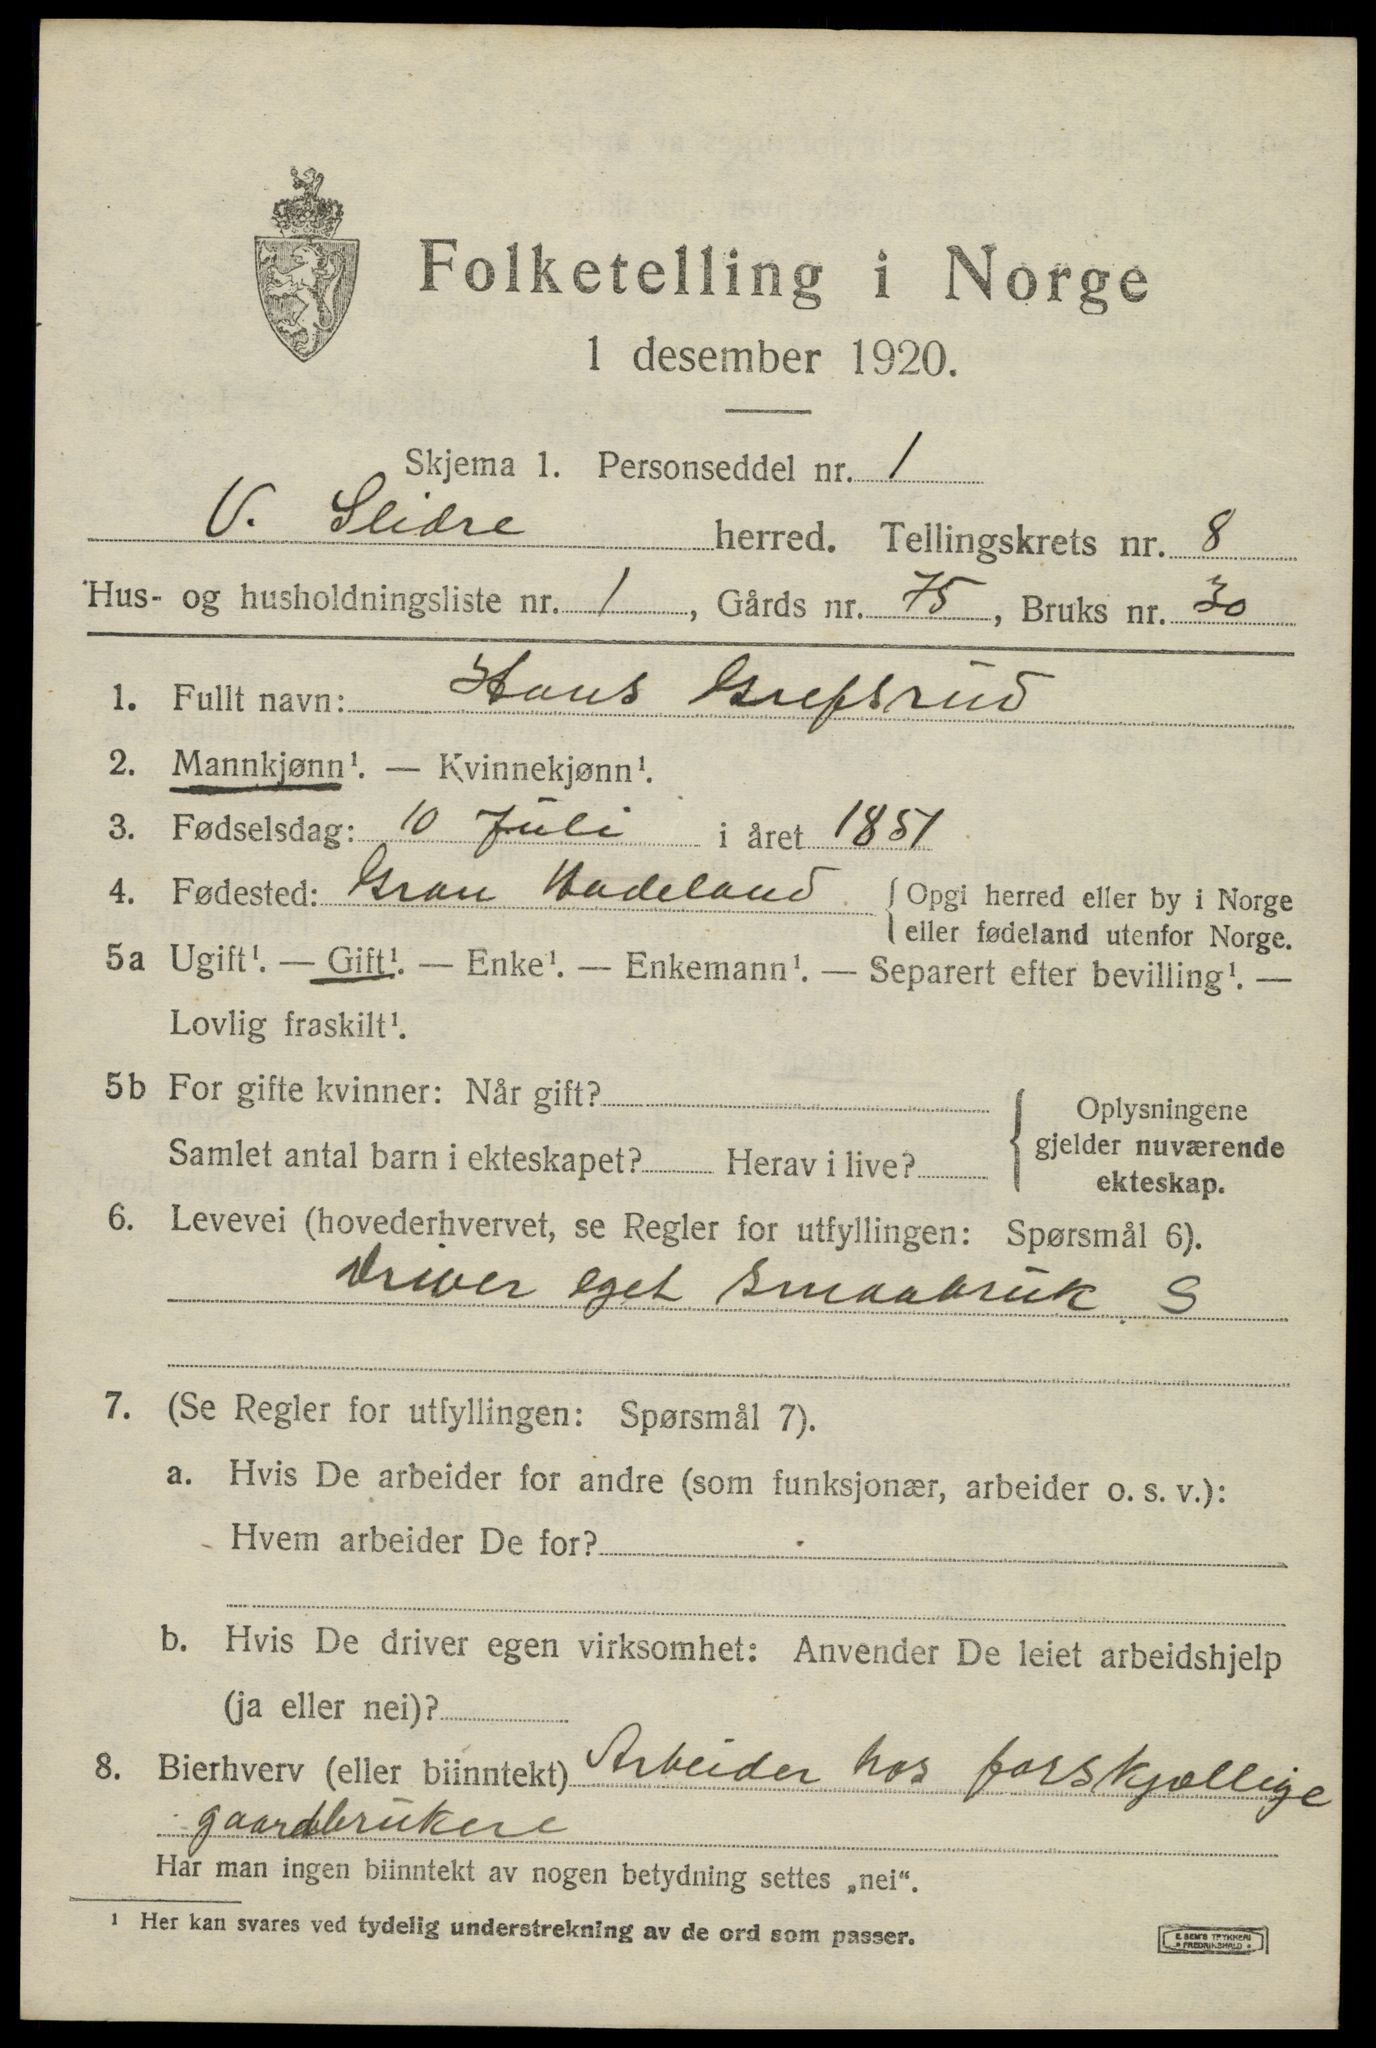 Folketelling i Norge
1 desember 1920.
Skjema 1. Personseddel nr. 1
V. Slidre herred. Tellingskrets nr. 8
Hus- og husholdningsliste nr. 1, Gårds nr. 75, Bruks nr. 30
1. Fullt navn: Hans Grefsrud
2. Mannkjønn¹. — Kvinnekjønn¹.
3. Fødselsdag: 10 Juli i året 1851
4. Fødested: Gran Hadeland { Opgi herred eller by i Norge
eller fødeland utenfor Norge.
5a Ugift¹. — Gift¹. — Enke¹. — Enkemann¹. — Separert efter bevilling¹. —
Lovlig fraskilt¹.
5b For gifte kvinner: Når gift?
Samlet antal barn i ekteskapet? Herav i live?
{ Oplysningene
gjelder nuværende
ekteskap.
6. Levevei (hovederhvervet, se Regler for utfyllingen: Spørsmål 6).
Driver eget smaabruk S
7. (Se Regler for utfyllingen: Spørsmål 7).
a. Hvis De arbeider for andre (som funksjonær, arbeider o. s. v.):
Hvem arbeider De for?
b. Hvis De driver egen virksomhet: Anvender De leiet arbeidshjelp
(ja eller nei)?
8. Bierhverv (eller biinntekt) Arbeider hos forskjællige
gaardbrukere
Har man ingen biinntekt av nogen betydning settes „nei“.
¹ Her kan svares ved tydelig understrekning av de ord som passer.
E. SEM'S TRYKKERI
FREDRIKSHALD